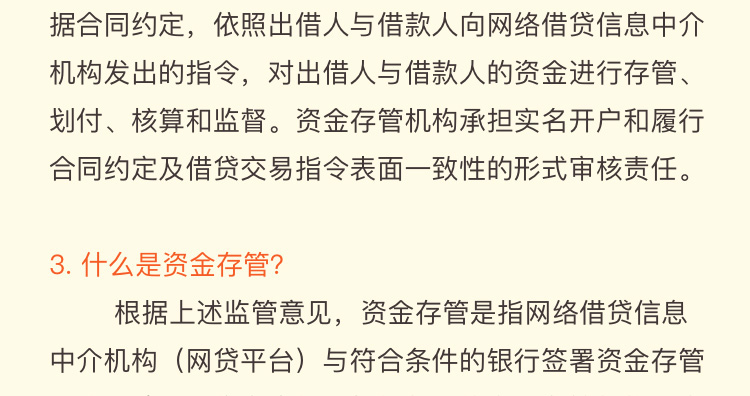 据合同约定，依照出借人与借款人向网络借贷信息中介
机构发出的指令，对出借人与借款人的资金进行存管、
划付、核算和监督。资金存管机构承担实名开户和履行
合同约定及借贷交易指令表面一致性的形式审核责任。
3. 什么是资金存管?
根据上述监管意见，资金存管是指网络借贷信息
中介机构（网贷平台）与符合条件的银行签署资金存管